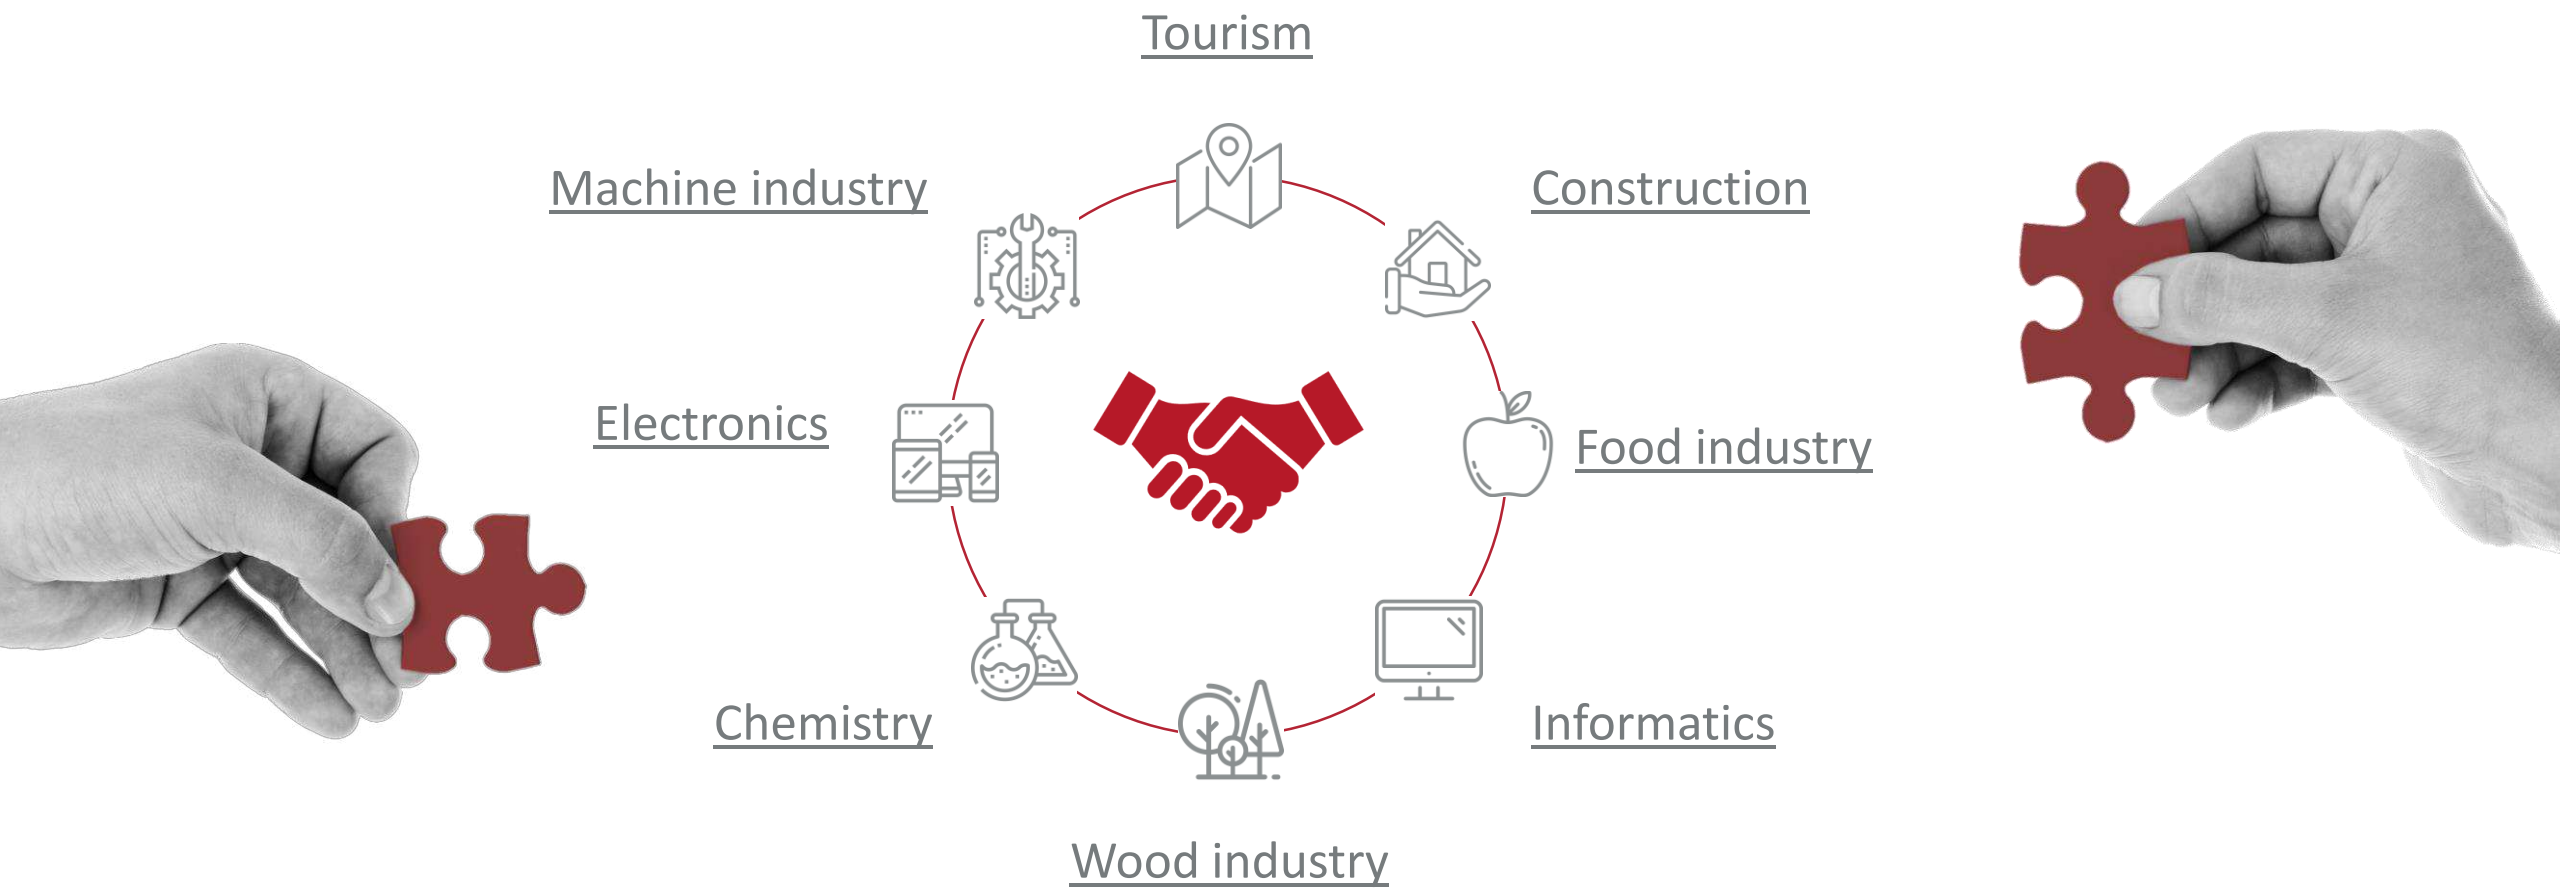 Tourism
Machine industry
Construction
Electronics
Food industry
Chemistry
Informatics
Wood industry